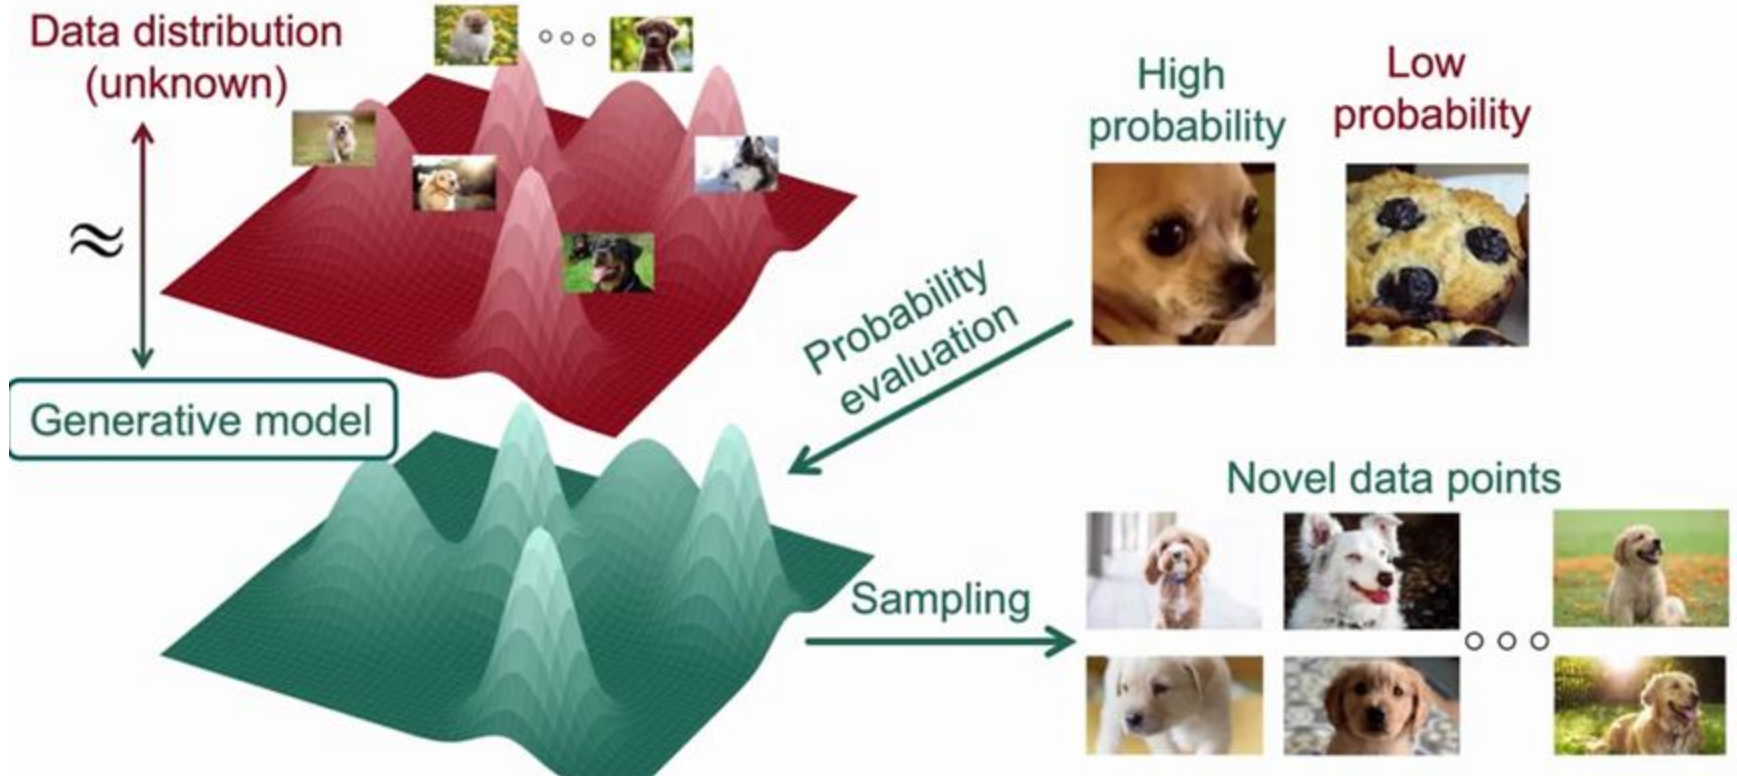 Data distribution
(unknown)
≈
Generative model
High
probability
Low
probability
Probability
evaluation
Sampling
Novel data points